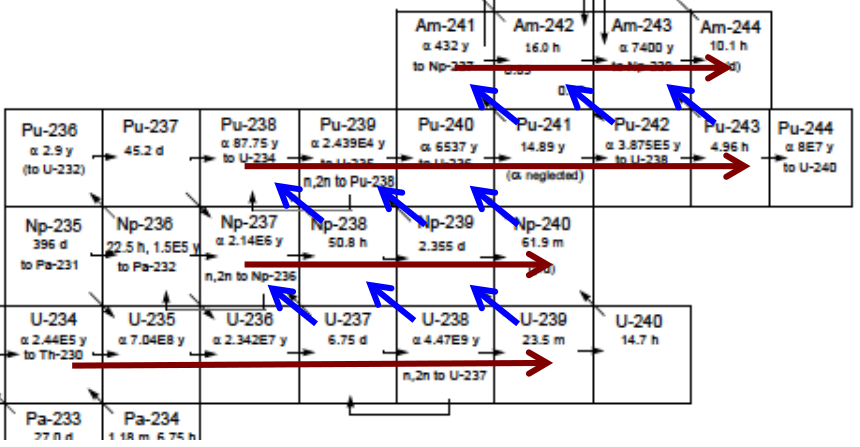 Am-241
α 432 y
to Np-237
Am-242
16.0 h
Am-243
α 7400 y
to Np-239
Am-244
10.1 h
Pu-236
α 2.9 y
(to U-232)
Pu-237
45.2 d
Pu-238
α 87.75 y
to U-234
Pu-239
α 2.439E4 y
to U-235
n,2n to Pu-238
Pu-240
α 6537 y
to U-236
Pu-241
14.89 y
(α neglected)
Pu-242
α 3.875E5 y
to U-238
Pu-243
4.96 h
Pu-244
α 8E7 y
to U-240
Np-235
396 d
to Pa-231
Np-236
22.5 h, 1.5E5 y
to Pa-232
Np-237
α 2.14E6 y
n,2n to Np-236
Np-238
50.8 h
Np-239
2.355 d
Np-240
61.9 m
U-234
α 2.44E5 y
to Th-230
U-235
α 7.04E8 y
U-236
α 2.342E7 y
U-237
6.75 d
U-238
α 4.47E9 y
n,2n to U-237
U-239
23.5 m
U-240
14.7 h
Pa-233
27.0 d
Pa-234
1.18 m, 6.75 h